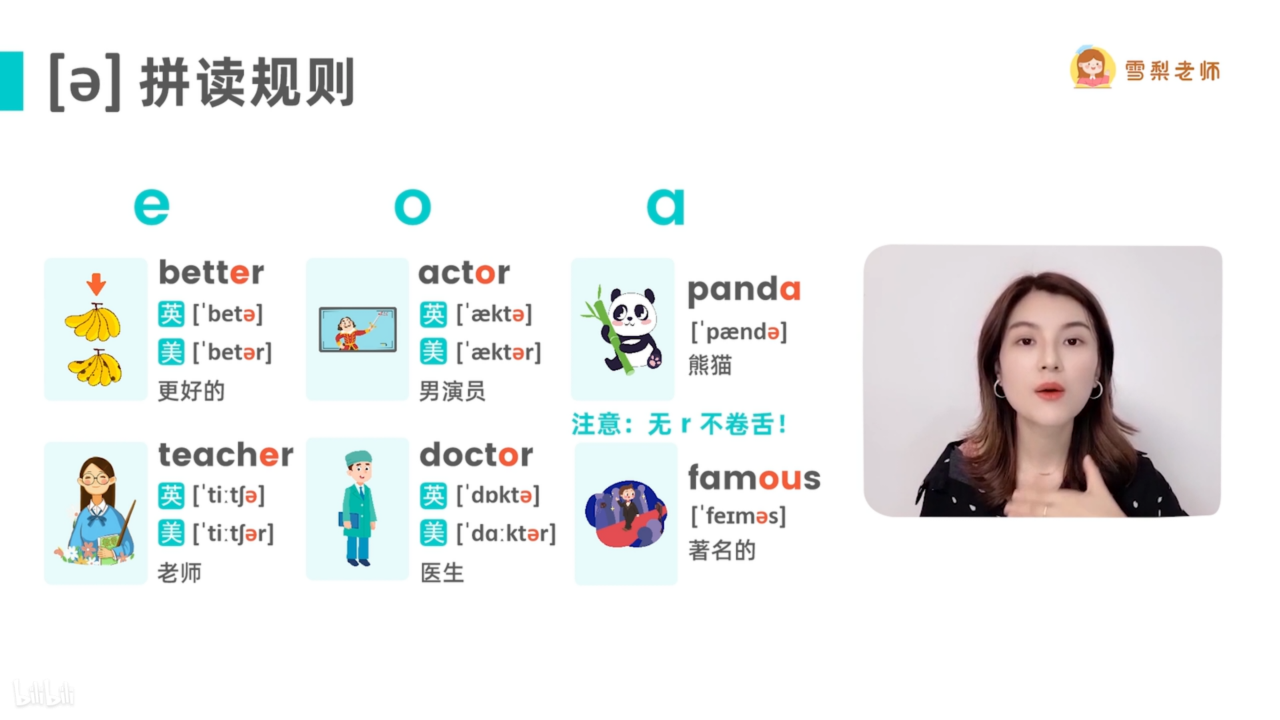 [ə] 拼读规则
雪梨老师
e
o
a
better
英 [ˈbetə]
美 [ˈbetər]
更好的
actor
英 [ˈæktə]
美 [ˈæktər]
男演员
panda
[ˈpændə]
熊猫
注意：无 r 不卷舌！
teacher
英 [ˈtiːtʃə]
美 [ˈtiːtʃər]
老师
doctor
英 [ˈdɒktə]
美 [ˈdɑːktər]
医生
famous
[ˈfeɪməs]
著名的
bilibili